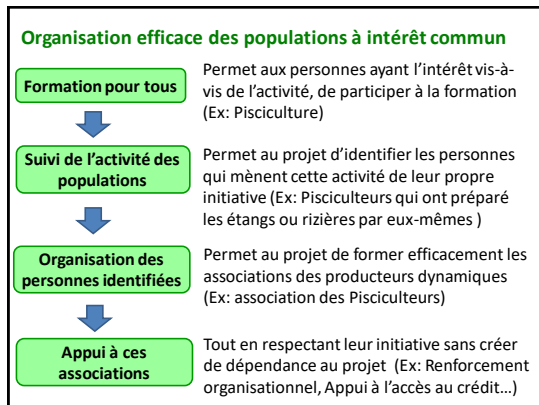 Organisation efficace des populations à intérêt commun
Formation pour tous
Permet aux personnes ayant l'intérêt vis-à-
vis de l'activité, de participer à la formation
(Ex: Pisciculture)
Suivi de l'activité des
populations
Permet au projet d'identifier les personnes
qui mènent cette activité de leur propre
initiative (Ex: Pisciculteurs qui ont préparé
les étangs ou rizières par eux-mêmes )
Organisation des
personnes identifiées
Permet au projet de former efficacement les
associations des producteurs dynamiques
(Ex: association des Pisciculteurs)
Appui à ces
associations
Tout en respectant leur initiative sans créer
de dépendance au projet (Ex: Renforcement
organisationnel, Appui à l'accès au crédit…)